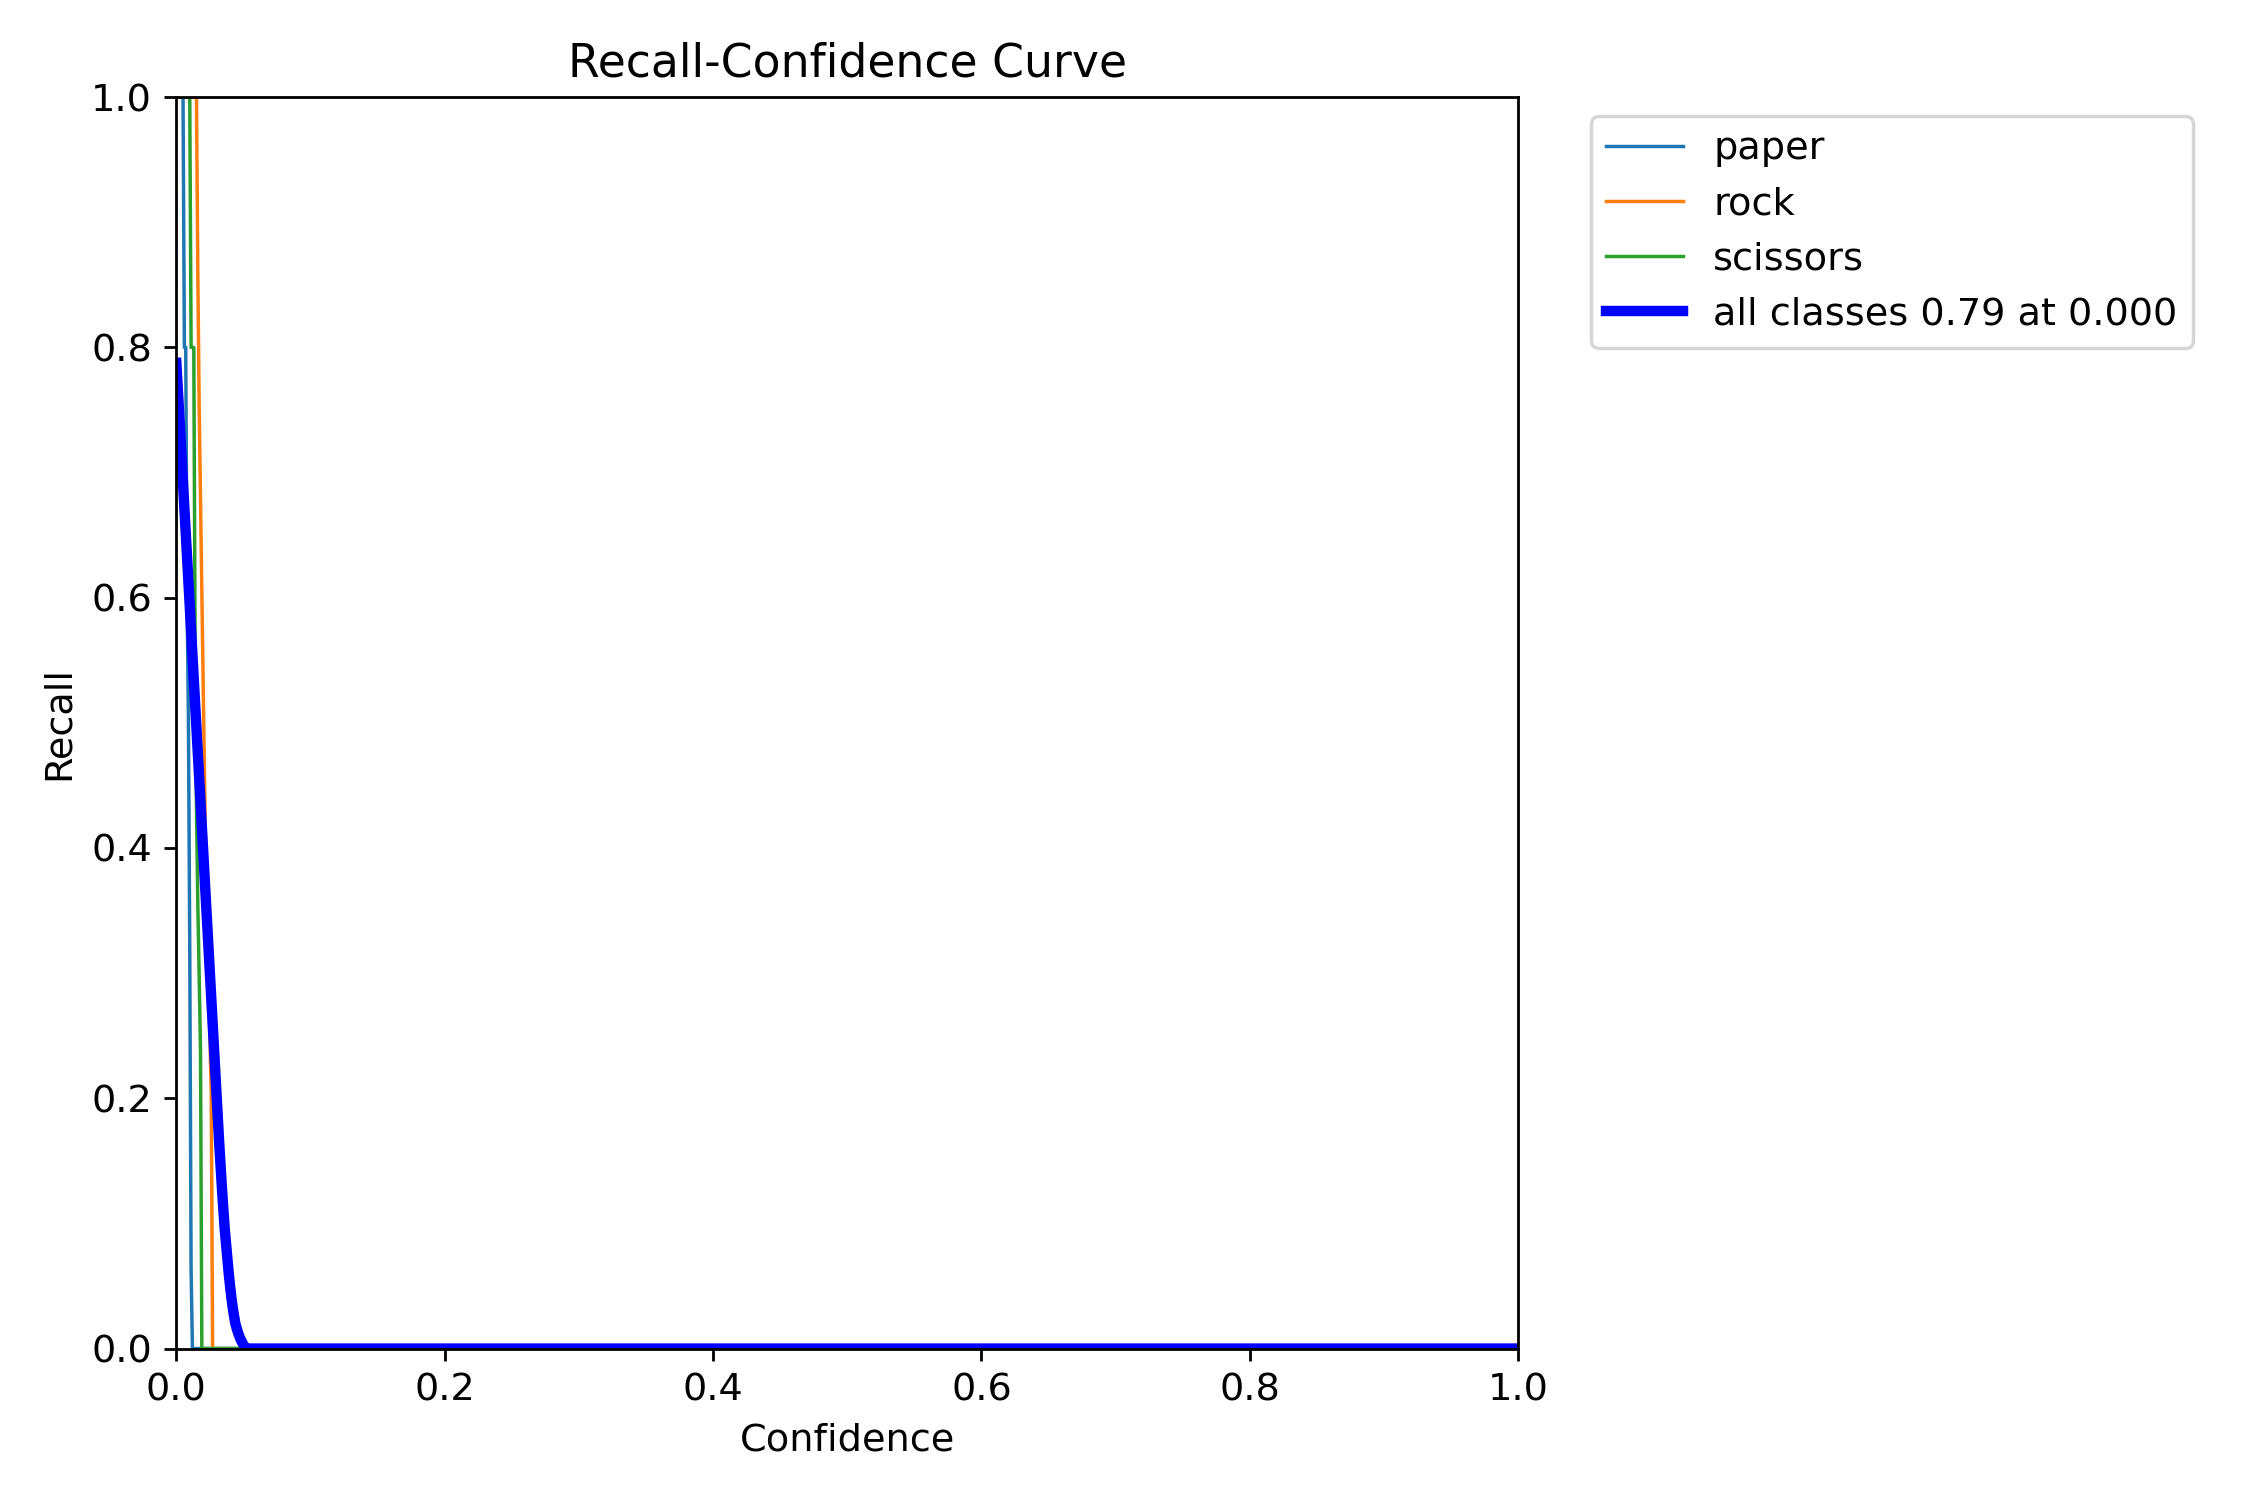 Recall-Confidence Curve
1.0
0.8
0.6
0.4
0.2
0.0
Recall
0.0 0.2 0.4 0.6 0.8 1.0
Confidence
paper
rock
scissors
all classes 0.79 at 0.000